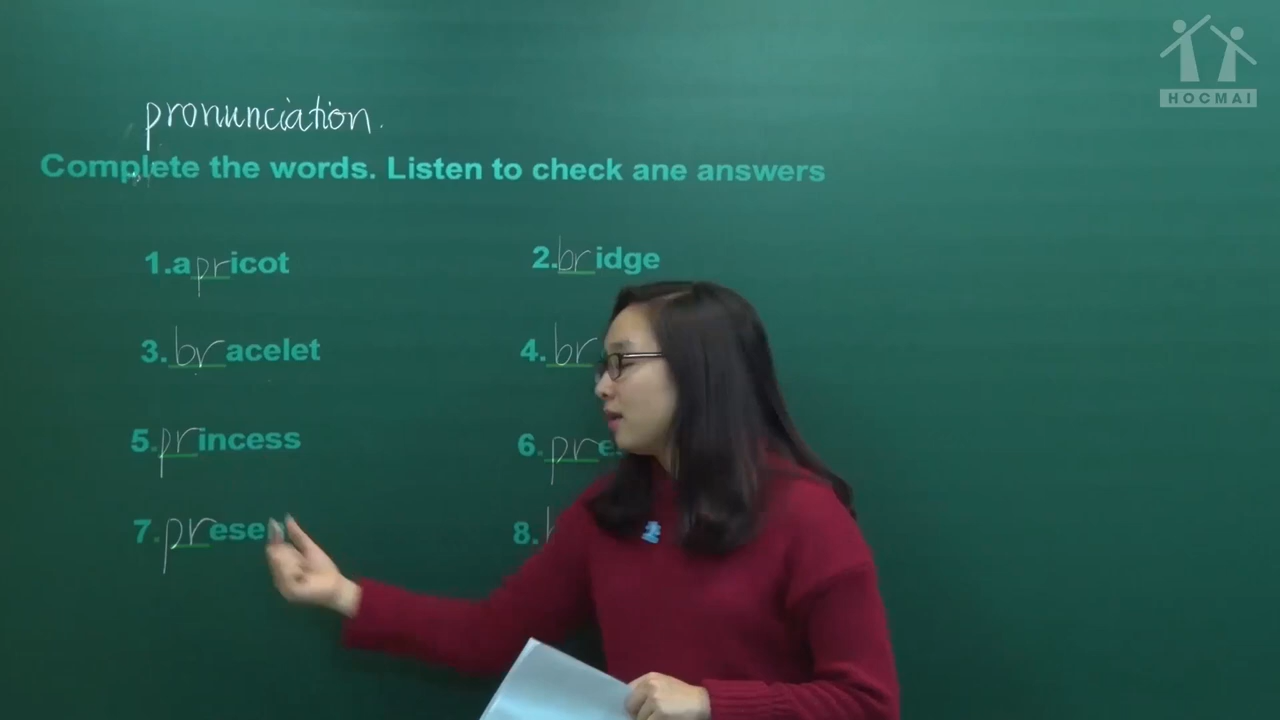 HOCMAI
pronunciation.
Complete the words. Listen to check ane answers
1.apricot
2.bridge
3.bracelet
4.br
5.princess
6.pre
7.prese
8.